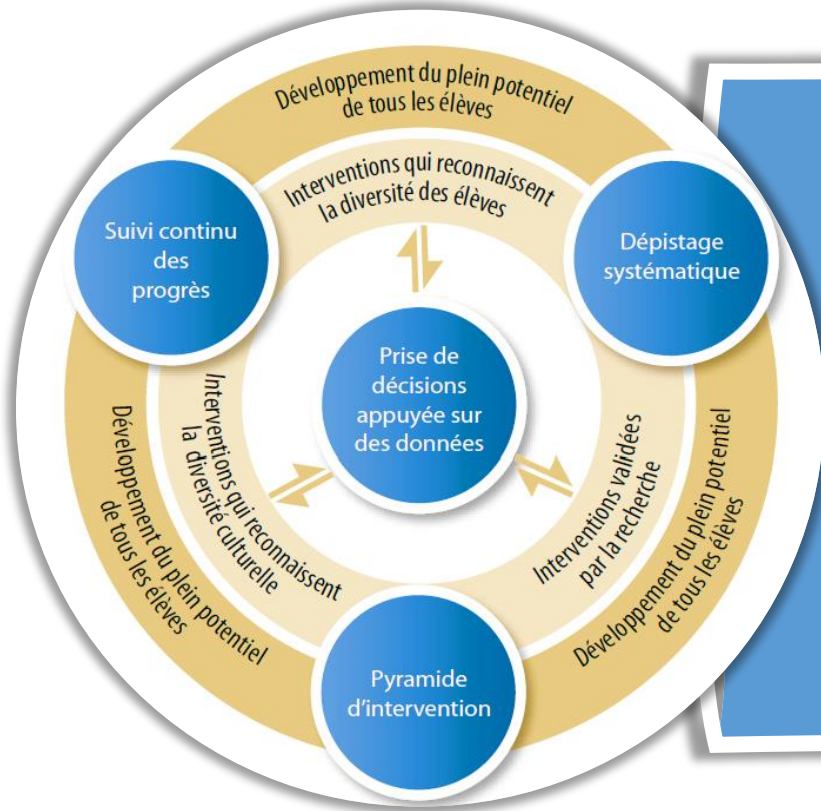 Développement du plein potentiel
de tous les élèves
Interventions qui reconnaissent
la diversité des élèves
Suivi continu
des
progrès
Dépistage
systématique
Prise de
décisions
appuyée sur
des données
Interventions qui reconnaissent
la diversité culturelle
Interventions validées
par la recherche
Développement du plein potentiel
de tous les élèves
Développement du plein potentiel
de tous les élèves
Pyramide
d'intervention